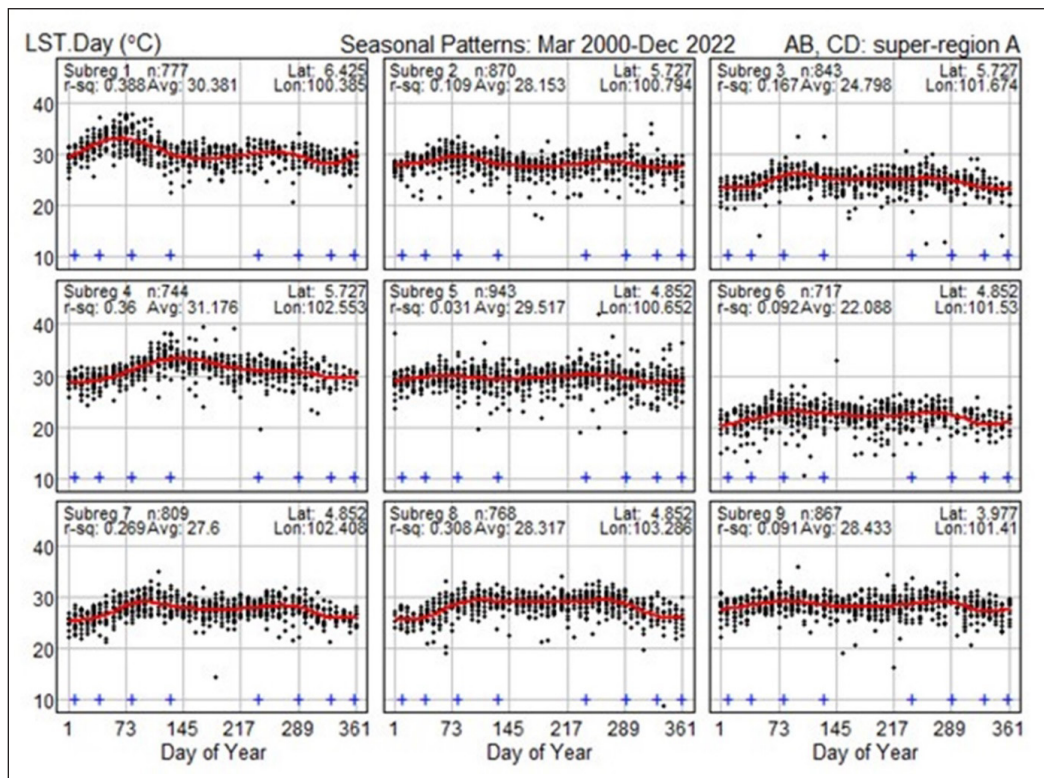 LST.Day (°C) Seasonal Patterns: Mar 2000-Dec 2022 AB, CD: super-region A
Subreg 1 n:777 Lat: 6.425
r-sq: 0.388 Avg: 30.381 Lon:100.385
Subreg 2 n:870 Lat: 5.727
r-sq: 0.109 Avg: 28.153 Lon:100.794
Subreg 3 n:843 Lat: 5.727
r-sq: 0.167 Avg: 24.798 Lon:101.674
40
30
20
10
Subreg 4 n:744 Lat: 5.727
r-sq: 0.36 Avg: 31.176 Lon:102.553
Subreg 5 n:943 Lat: 4.852
r-sq: 0.031 Avg: 29.517 Lon:100.652
Subreg 6 n:717 Lat: 4.852
r-sq: 0.092 Avg: 22.088 Lon:101.53
40
30
20
10
Subreg 7 n:809 Lat: 4.852
r-sq: 0.269 Avg: 27.6 Lon:102.408
Subreg 8 n:768 Lat: 4.852
r-sq: 0.308 Avg: 28.317 Lon:103.286
Subreg 9 n:867 Lat: 3.977
r-sq: 0.091 Avg: 28.433 Lon:101.41
40
30
20
10
1 73 145 217 289 361 1 73 145 217 289 361 1 73 145 217 289 361
Day of Year Day of Year Day of Year